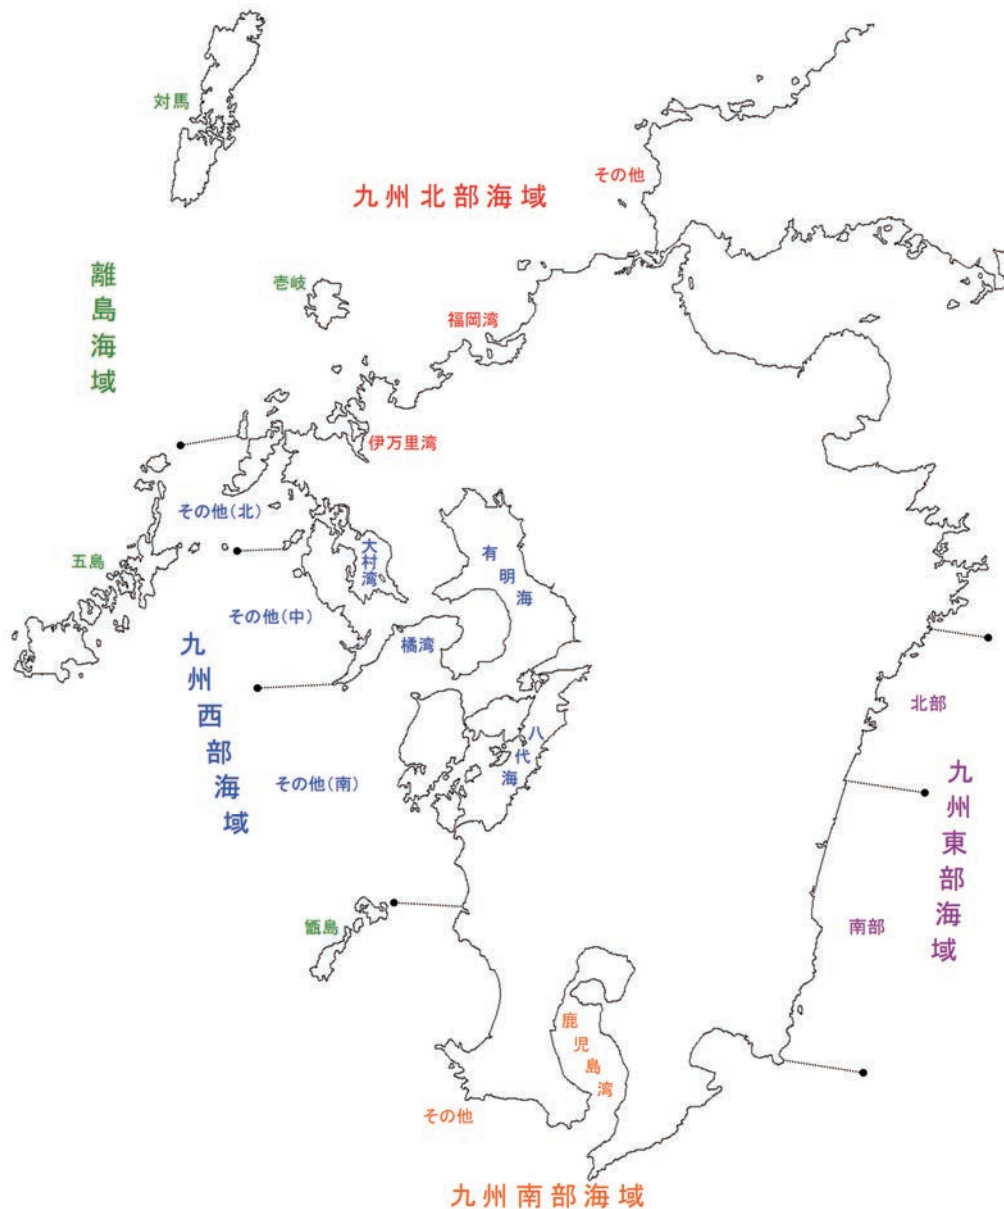 対馬
その他
九州北部海域
離島海域
壱岐
福岡湾
伊万里湾
その他(北)
五島
大村湾
有明海
その他(中)
橘湾
九州西部海域
北部
八代海
その他(南)
九州東部海域
甑島
南部
鹿児島湾
その他
九州南部海域